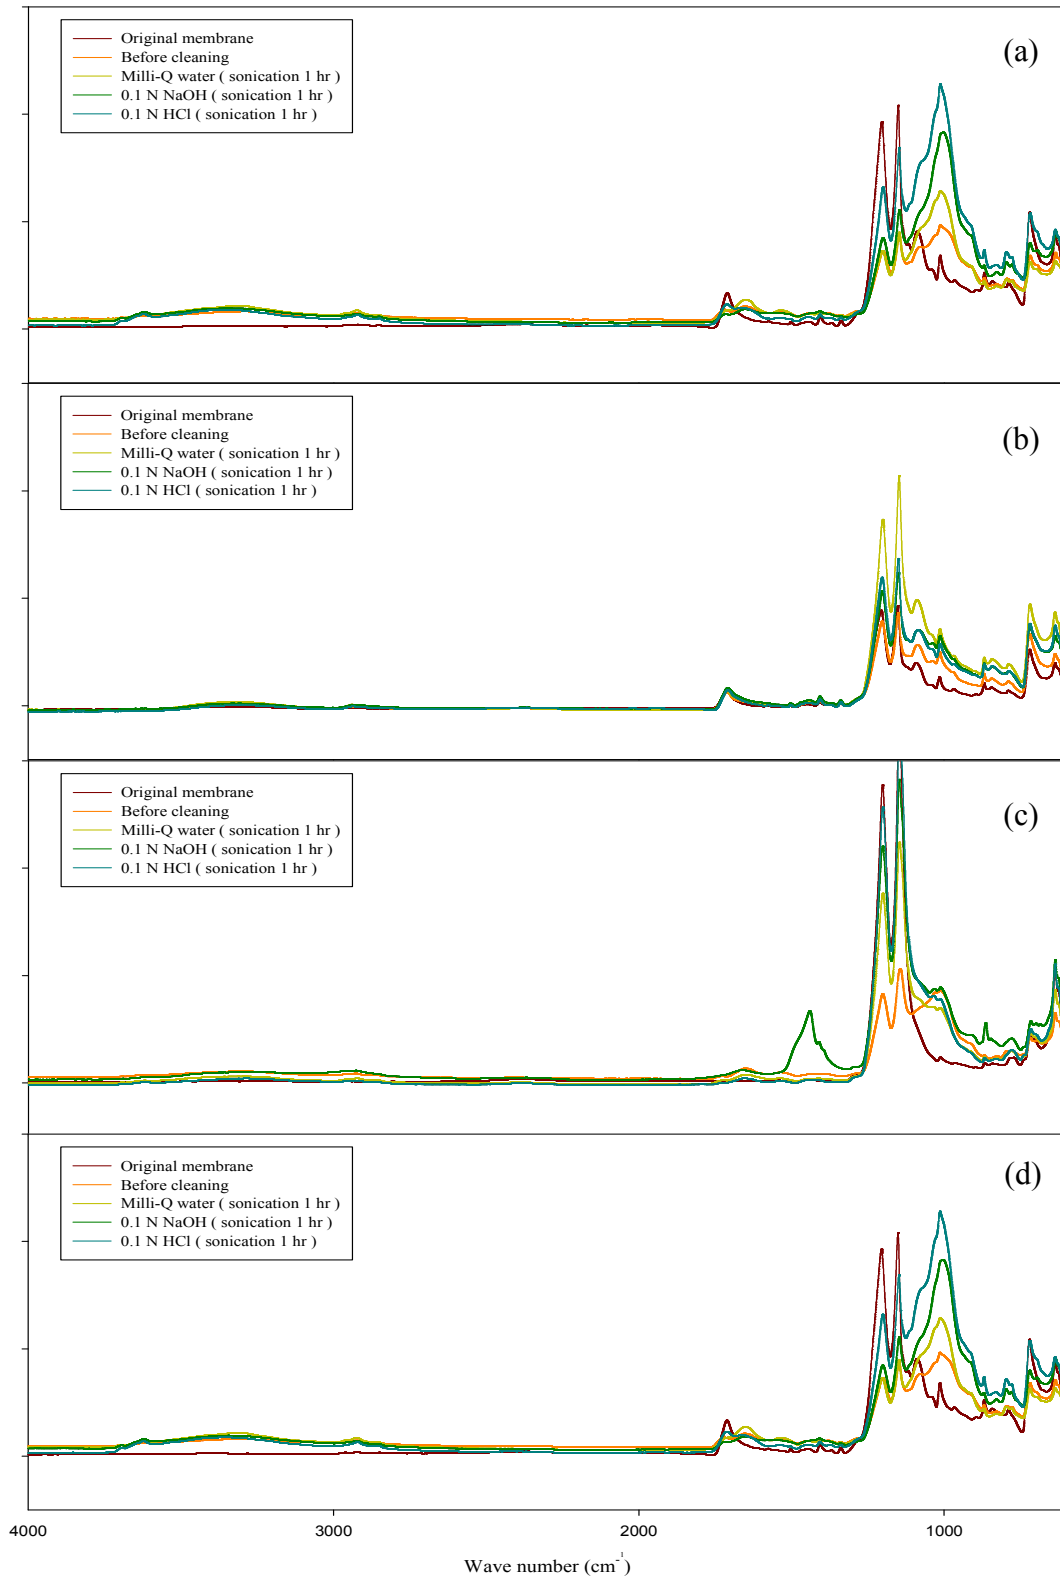 (a)
Original membrane
Before cleaning
Milli-Q water ( sonication 1 hr )
0.1 N NaOH ( sonication 1 hr )
0.1 N HCl ( sonication 1 hr )
(b)
Original membrane
Before cleaning
Milli-Q water ( sonication 1 hr )
0.1 N NaOH ( sonication 1 hr )
0.1 N HCl ( sonication 1 hr )
(c)
Original membrane
Before cleaning
Milli-Q water ( sonication 1 hr )
0.1 N NaOH ( sonication 1 hr )
0.1 N HCl ( sonication 1 hr )
(d)
Original membrane
Before cleaning
Milli-Q water ( sonication 1 hr )
0.1 N NaOH ( sonication 1 hr )
0.1 N HCl ( sonication 1 hr )
4000 3000 2000 1000
Wave number (cm⁻¹)